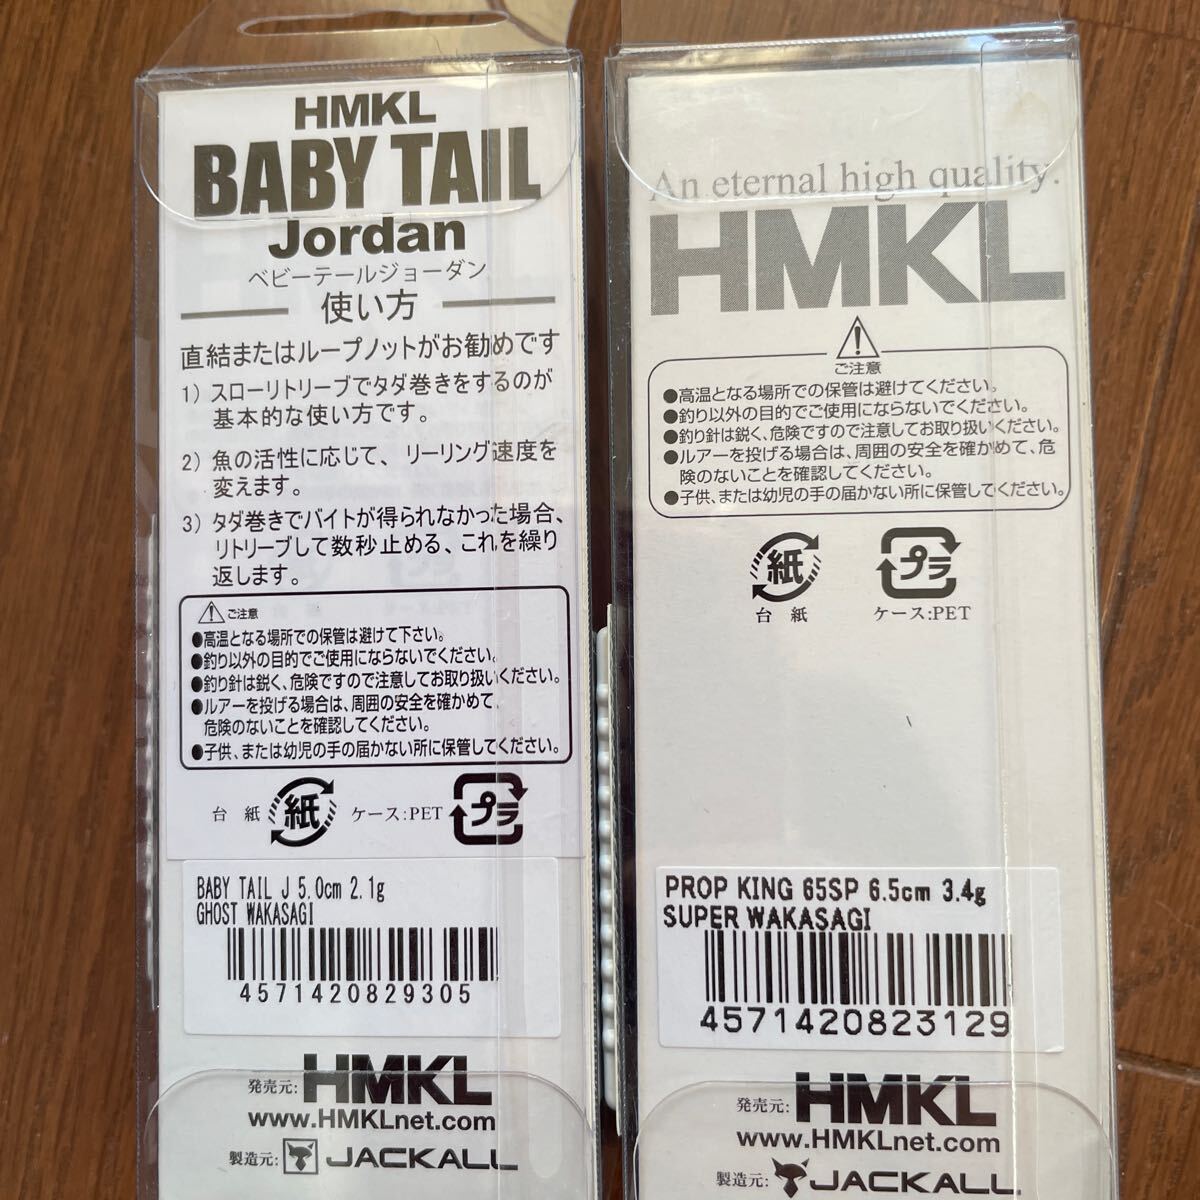 HMKL
BABY TAIL
Jordan
ベビーテールジョーダン
使い方
直結またはループノットがお勧めです
1）スローリトリーブでタダ巻きをするのが
基本的な使い方です。
2）魚の活性に応じて、リーリング速度を
変えます。
3）タダ巻きでバイトが得られなかった場合、
リトリーブして数秒止める、これを繰り
返します。
ご注意
●高温となる場所での保管は避けて下さい。
●釣り以外の目的でご使用にならないでください。
●釣り針は鋭く、危険ですので注意してお取り扱いください。
●ルアーを投げる場合は、周囲の安全を確かめて、
危険のないことを確認してください。
●子供、または幼児の手の届かない所に保管してください。
台紙 紙 ケース:PET プラ
BABY TAIL J 5.0cm 2.1g
GHOST WAKASAGI
4571420829305
発売元: HMKL
www.HMKLnet.com
製造元: JACKALL
An eternal high quality.
HMKL
ご注意
●高温となる場所での保管は避けてください。
●釣り以外の目的でご使用にならないでください。
●釣り針は鋭く、危険ですので注意してお取り扱いください。
●ルアーを投げる場合は、周囲の安全を確かめて、危
険のないことを確認してください。
●子供、または幼児の手の届かない所に保管してください。
紙 プラ
台紙 ケース:PET
PROP KING 65SP 6.5cm 3.4g
SUPER WAKASAGI
4571420823129
発売元: HMKL
www.HMKLnet.com
製造元: JACKALL